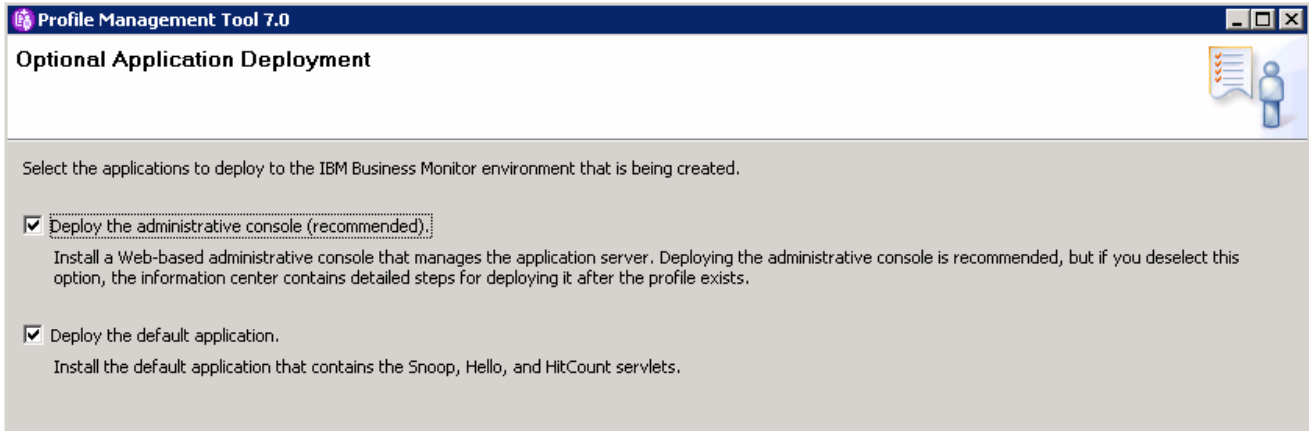 Profile Management Tool 7.0
Optional Application Deployment
Select the applications to deploy to the IBM Business Monitor environment that is being created.
Deploy the administrative console (recommended).
Install a Web-based administrative console that manages the application server. Deploying the administrative console is recommended, but if you deselect this
option, the information center contains detailed steps for deploying it after the profile exists.
Deploy the default application.
Install the default application that contains the Snoop, Hello, and HitCount servlets.